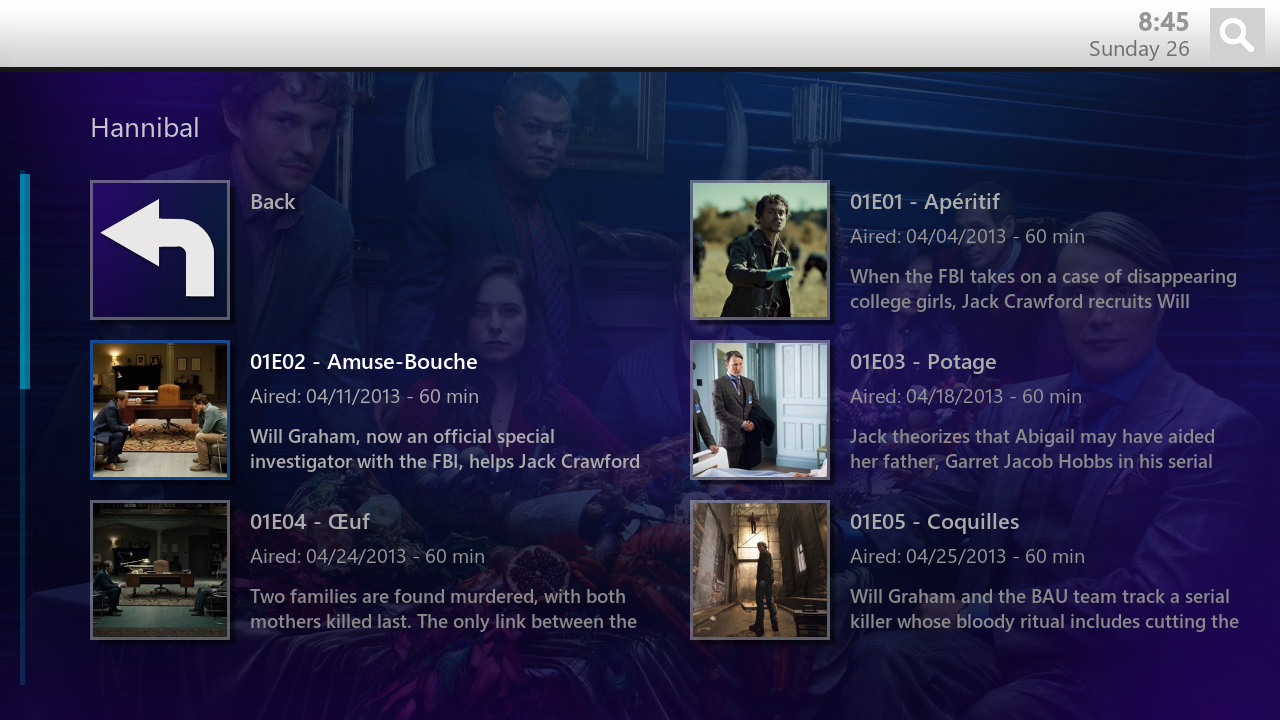 8:45
Sunday 26
Hannibal
Back
01E01 - Apéritif
Aired: 04/04/2013 - 60 min
When the FBI takes on a case of disappearing
college girls, Jack Crawford recruits Will
01E02 - Amuse-Bouche
Aired: 04/11/2013 - 60 min
Will Graham, now an official special
investigator with the FBI, helps Jack Crawford
01E03 - Potage
Aired: 04/18/2013 - 60 min
Jack theorizes that Abigail may have aided
her father, Garret Jacob Hobbs in his serial
01E04 - Œuf
Aired: 04/24/2013 - 60 min
Two families are found murdered, with both
mothers killed last. The only link between the
01E05 - Coquilles
Aired: 04/25/2013 - 60 min
Will Graham and the BAU team track a serial
killer whose bloody ritual includes cutting the